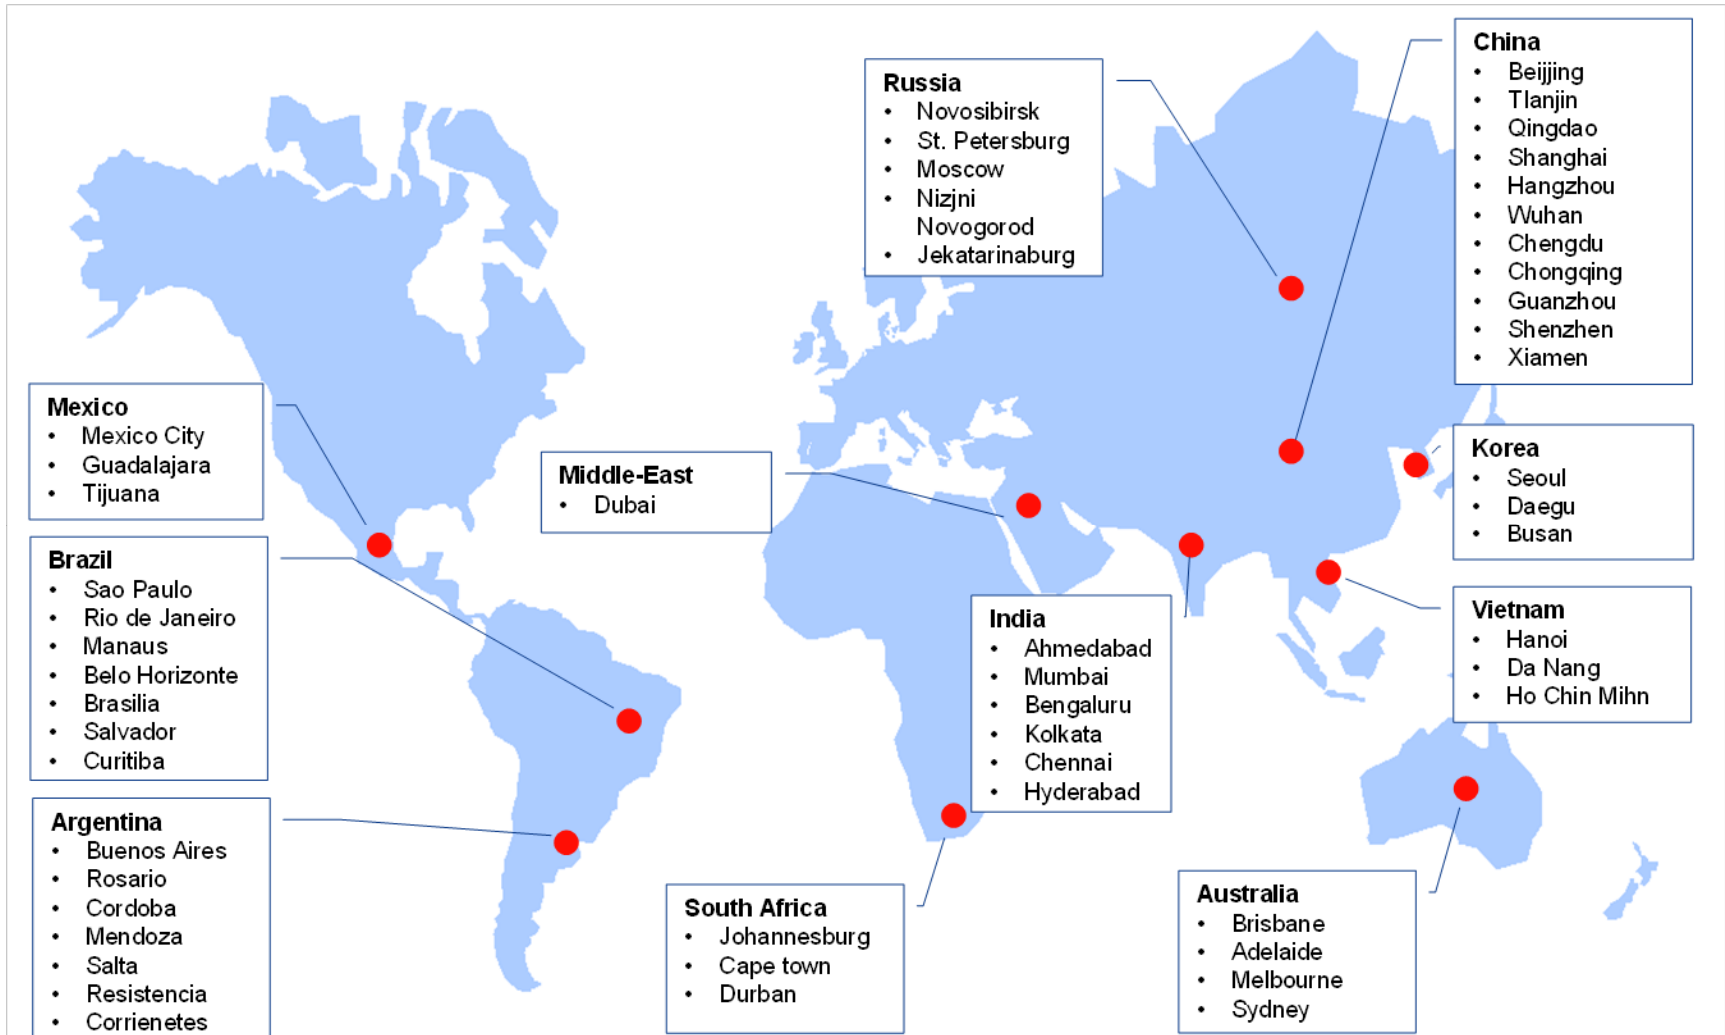 Russia
• Novosibirsk
• St. Petersburg
• Moscow
• Nizjni
Novogorod
• Jekatarinaburg
China
• Beijjing
• Tlanjin
• Qingdao
• Shanghai
• Hangzhou
• Wuhan
• Chengdu
• Chongqing
• Guanzhou
• Shenzhen
• Xiamen
Mexico
• Mexico City
• Guadalajara
• Tijuana
Middle-East
• Dubai
Korea
• Seoul
• Daegu
• Busan
Brazil
• Sao Paulo
• Rio de Janeiro
• Manaus
• Belo Horizonte
• Brasilia
• Salvador
• Curitiba
India
• Ahmedabad
• Mumbai
• Bengaluru
• Kolkata
• Chennai
• Hyderabad
Vietnam
• Hanoi
• Da Nang
• Ho Chin Mihn
Argentina
• Buenos Aires
• Rosario
• Cordoba
• Mendoza
• Salta
• Resistencia
• Corrienetes
South Africa
• Johannesburg
• Cape town
• Durban
Australia
• Brisbane
• Adelaide
• Melbourne
• Sydney